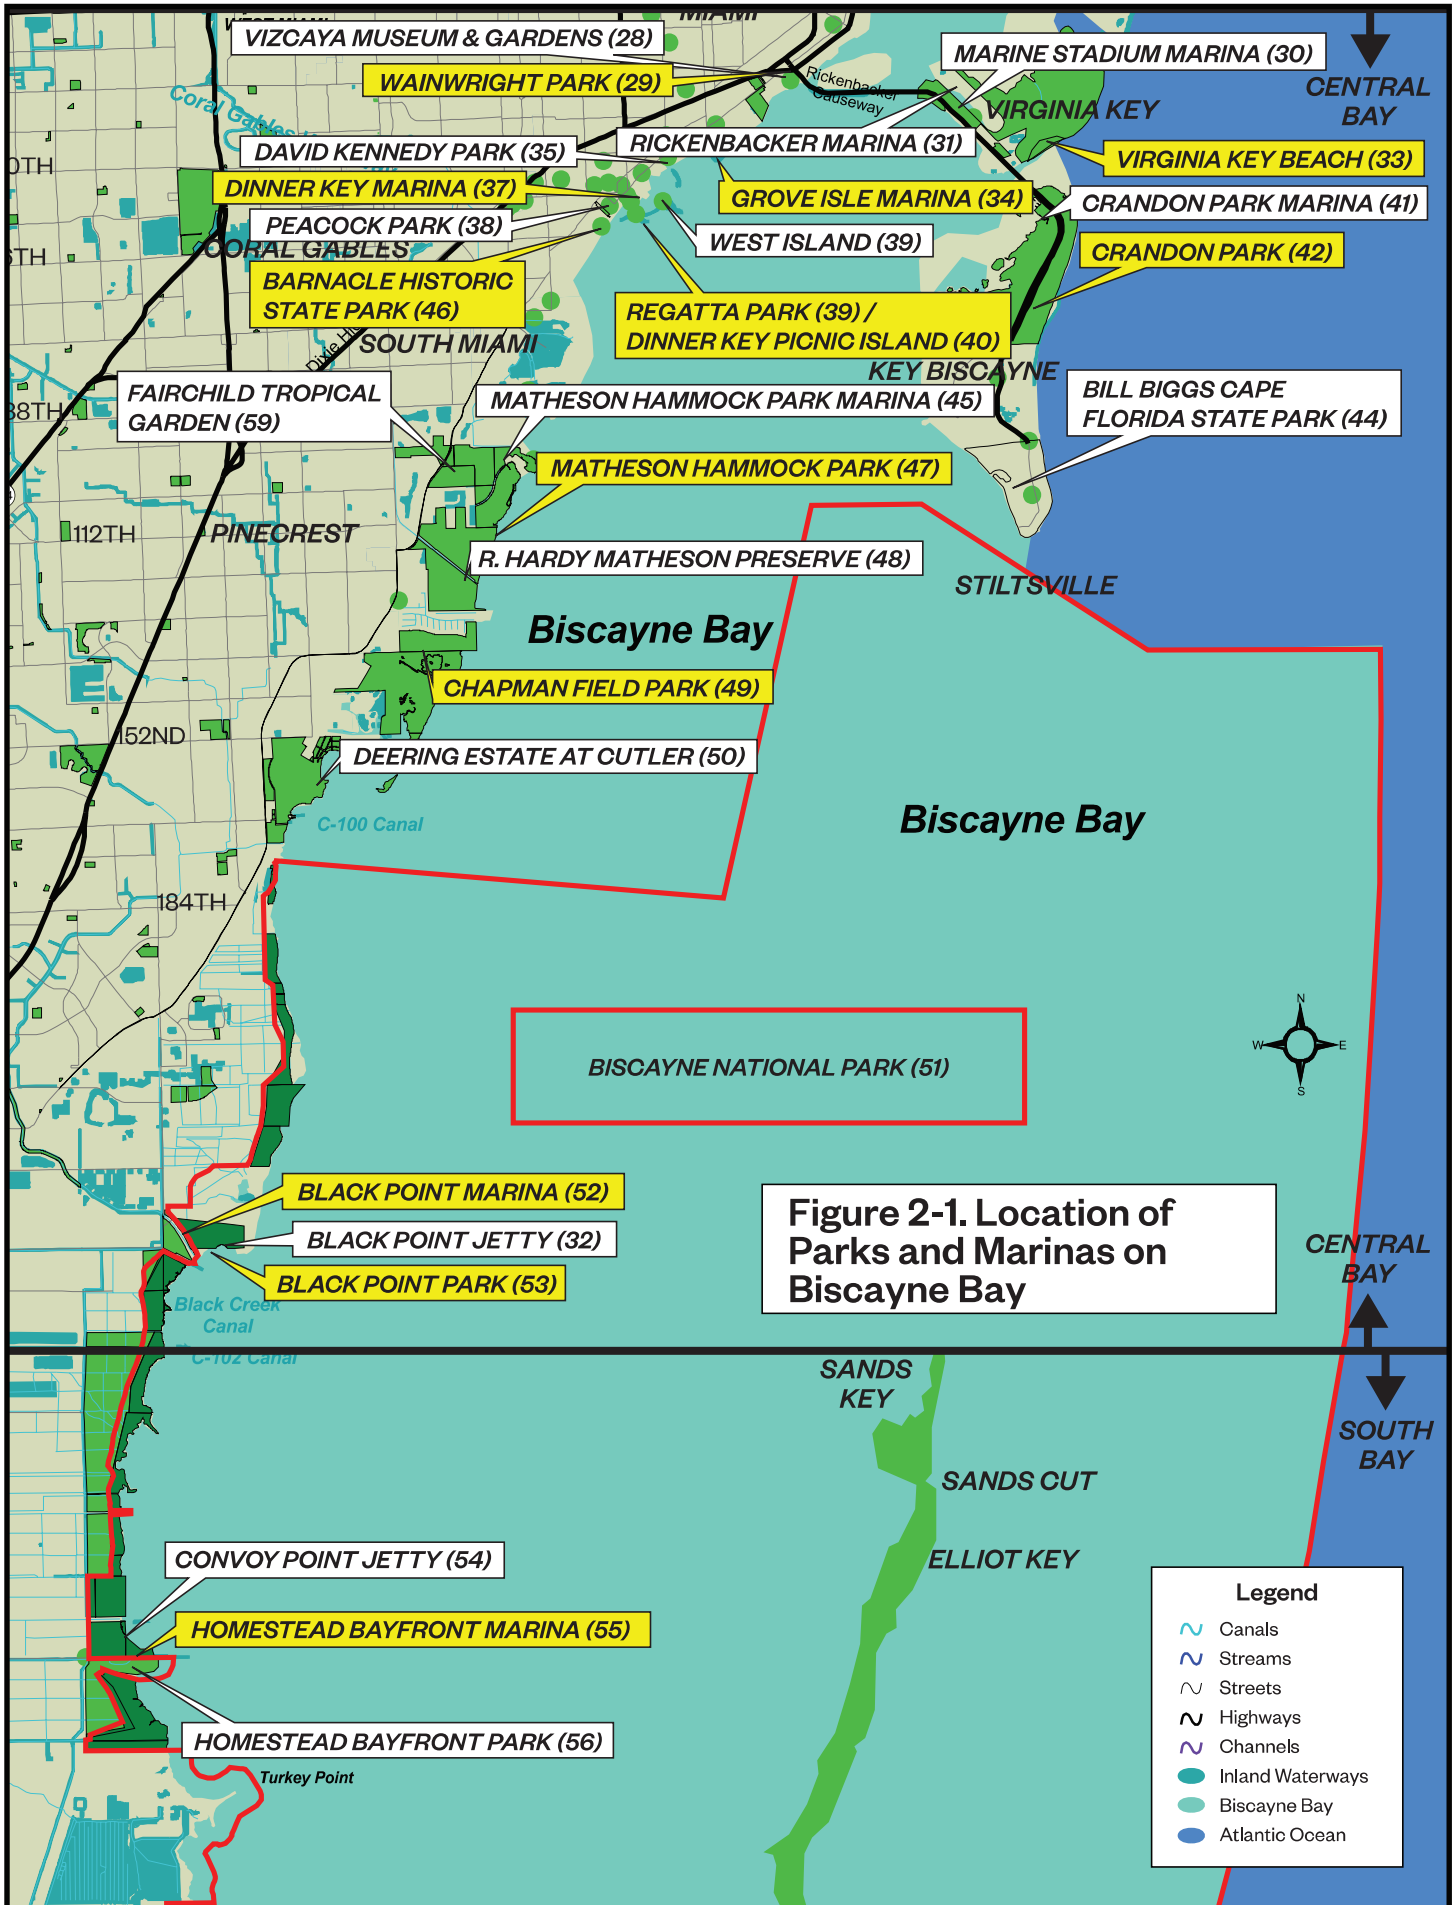 MIAMI
WEST MIAMI
VIZCAYA MUSEUM & GARDENS (28)
MARINE STADIUM MARINA (30)
WAINWRIGHT PARK (29)
Rickenbacker
Causeway
CENTRAL
BAY
VIRGINIA KEY
Coral Gables
RICKENBACKER MARINA (31)
DAVID KENNEDY PARK (35)
VIRGINIA KEY BEACH (33)
0TH
DINNER KEY MARINA (37)
GROVE ISLE MARINA (34)
CRANDON PARK MARINA (41)
PEACOCK PARK (38)
WEST ISLAND (39)
CORAL GABLES
6TH
CRANDON PARK (42)
BARNACLE HISTORIC
STATE PARK (46)
REGATTA PARK (39) /
DINNER KEY PICNIC ISLAND (40)
Dixie Hi
SOUTH MIAMI
KEY BISCAYNE
FAIRCHILD TROPICAL
GARDEN (59)
MATHESON HAMMOCK PARK MARINA (45)
BILL BIGGS CAPE
FLORIDA STATE PARK (44)
88TH
MATHESON HAMMOCK PARK (47)
112TH
PINECREST
R. HARDY MATHESON PRESERVE (48)
STILTSVILLE
Biscayne Bay
CHAPMAN FIELD PARK (49)
152ND
DEERING ESTATE AT CUTLER (50)
C-100 Canal
Biscayne Bay
184TH
N
W
E
S
BISCAYNE NATIONAL PARK (51)
BLACK POINT MARINA (52)
BLACK POINT JETTY (32)
BLACK POINT PARK (53)
Figure 2-1. Location of
Parks and Marinas on
Biscayne Bay
CENTRAL
BAY
Black Creek
Canal
C-102 Canal
SANDS
KEY
SOUTH
BAY
SANDS CUT
CONVOY POINT JETTY (54)
ELLIOT KEY
HOMESTEAD BAYFRONT MARINA (55)
HOMESTEAD BAYFRONT PARK (56)
Turkey Point
Legend
Canals
Streams
Streets
Highways
Channels
Inland Waterways
Biscayne Bay
Atlantic Ocean